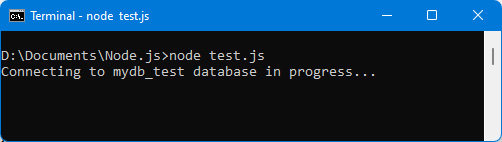 Terminal - node test.js
D:\Documents\Node.js>node test.js
Connecting to mydb_test database in progress...